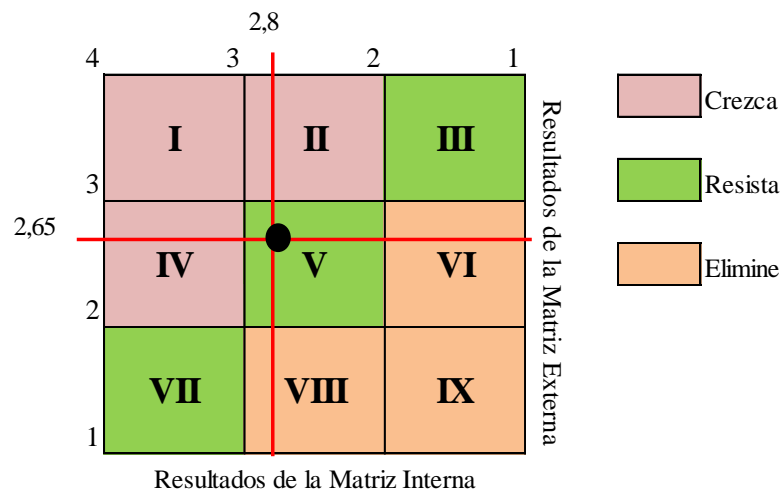 2,8
4 3 2 1
I II III
3
2,65
IV V VI
2
VII VIII IX
1
Resultados de la Matriz Interna
Resultados de la Matriz Externa
Crezca
Resista
Elimine